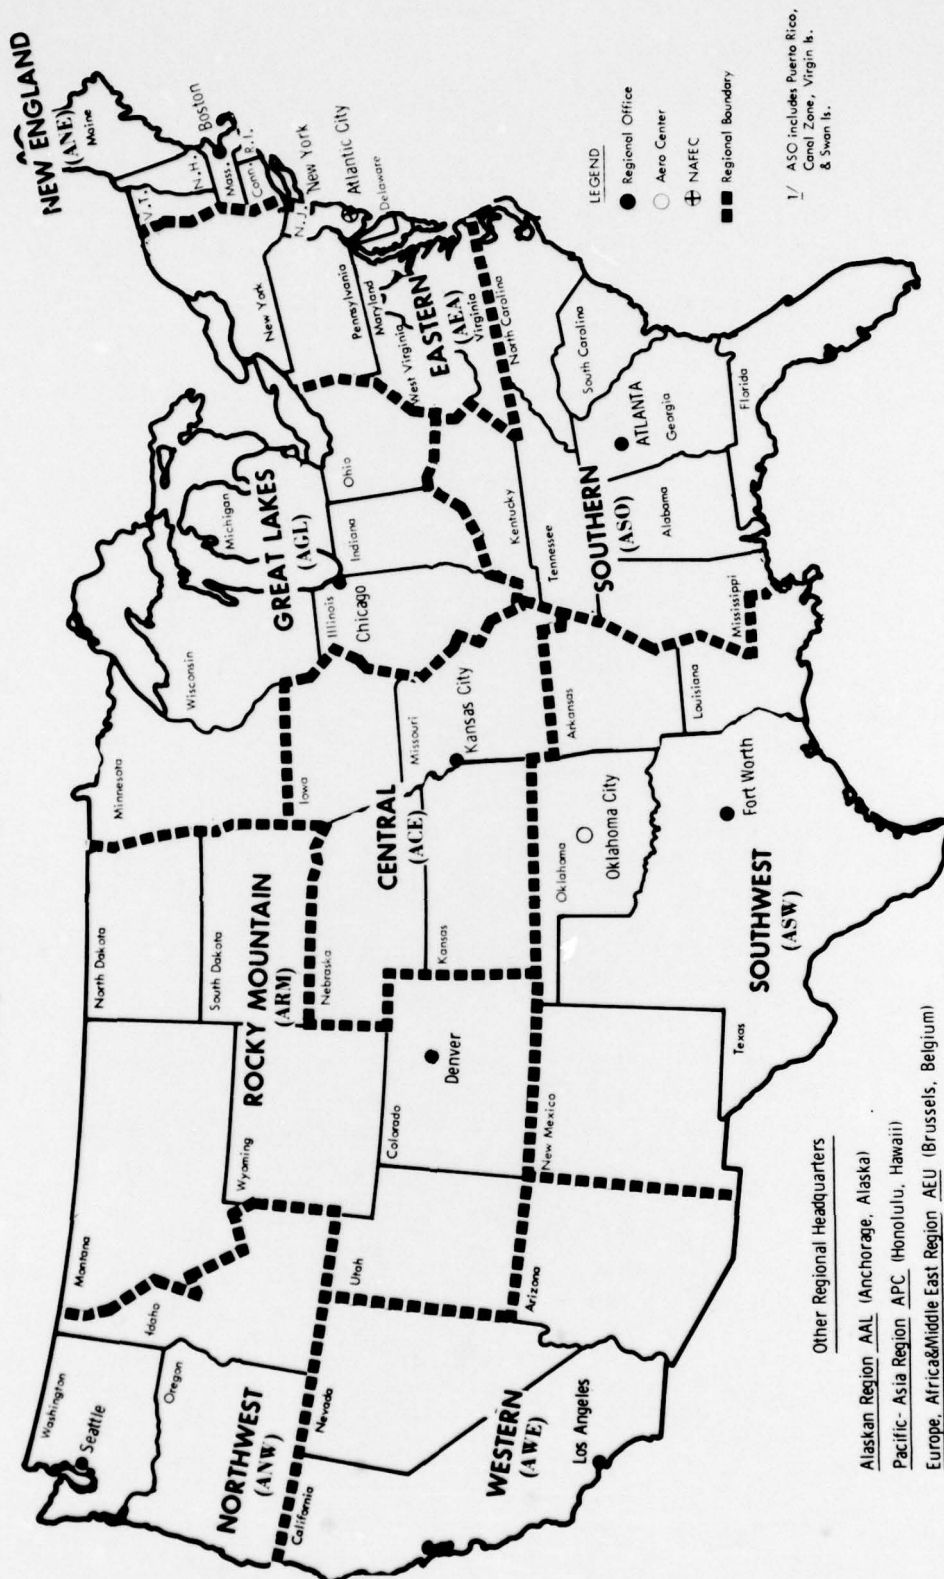 NEW ENGLAND
(ANE)
Maine
V.T.
N.H.
Boston
Mass.
Conn.
R.I.
New York
N.J.
New York
Atlantic City
Delaware
Pennsylvania
Maryland
West Virginia
EASTERN
(AEA)
Virginia
North Carolina
South Carolina
ATLANTA
Georgia
Florida
Alabama
SOUTHERN
(ASO)
Kentucky
Tennessee
Mississippi
GREAT LAKES
(AGL)
Michigan
Ohio
Indiana
Illinois
Chicago
Wisconsin
Minnesota
Iowa
Missouri
Kansas City
CENTRAL
(ACE)
Nebraska
Kansas
Arkansas
Louisiana
Oklahoma
Oklahoma City
Fort Worth
SOUTHWEST
(ASW)
Texas
New Mexico
North Dakota
South Dakota
ROCKY MOUNTAIN
(ARM)
Montana
Wyoming
Colorado
Denver
Utah
Idaho
Washington
Seattle
Oregon
NORTHWEST
(ANW)
California
Nevada
WESTERN
(AWE)
Los Angeles
Arizona
LEGEND
Regional Office
Aero Center
NAFEC
Regional Boundary
1/ ASO includes Puerto Rico,
Canal Zone, Virgin Is.
& Swan Is.
Other Regional Headquarters
Alaskan Region AAL (Anchorage, Alaska)
Pacific- Asia Region APC (Honolulu, Hawaii)
Europe, Africa&Middle East Region AEU (Brussels, Belgium)